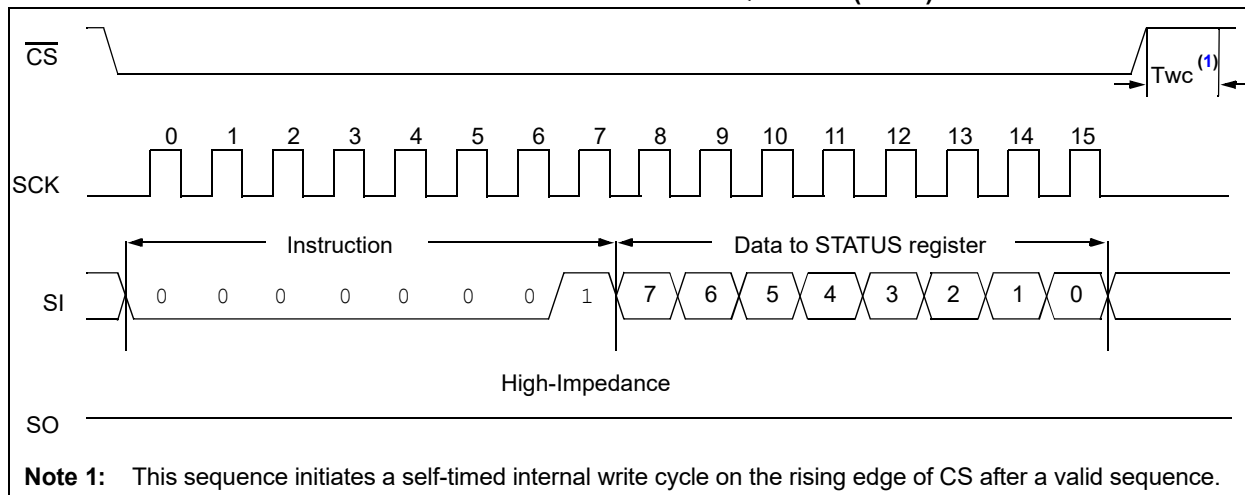 CS
Twc (1)
0 1 2 3 4 5 6 7 8 9 10 11 12 13 14 15
SCK
Instruction Data to STATUS register
SI 0 0 0 0 0 0 0 1 7 6 5 4 3 2 1 0
High-Impedance
SO
Note 1: This sequence initiates a self-timed internal write cycle on the rising edge of CS after a valid sequence.